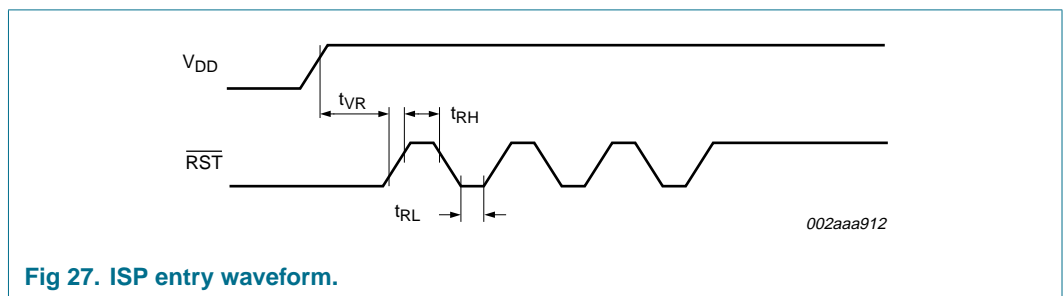 VDD
tVR
tRH
RST
tRL
002aaa912
Fig 27. ISP entry waveform.